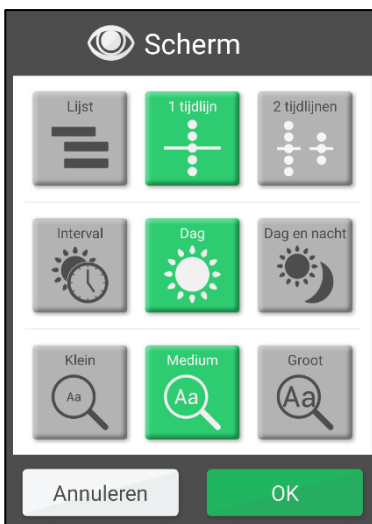 Scherm
Lijst
1 tijdlijn
2 tijdlijnen
Interval
Dag
Dag en nacht
Klein
Medium
Groot
Aa
Aa
Aa
Annuleren
OK